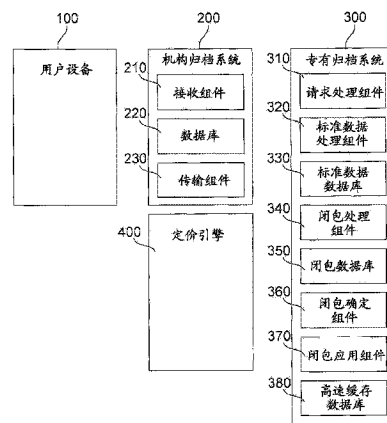 100
用户设备
200
机构归档系统
210
接收组件
220
数据库
230
传输组件
400
定价引擎
300
专有归档系统
310
请求处理组件
320
标准数据
处理组件
330
标准数据
数据库
340
闭包处理
组件
350
闭包数据库
360
闭包确定
组件
370
闭包应用组件
380
高速缓存
数据库